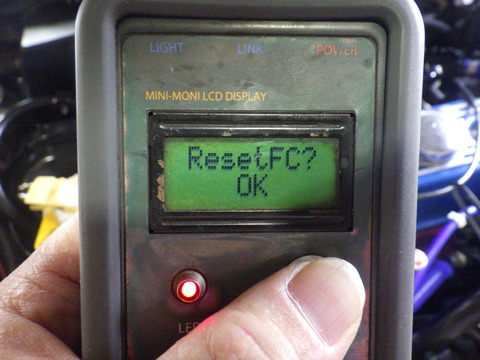 LIGHT LINK POWER
MINI-MONI LCD DISPLAY
ResetFC?
OK